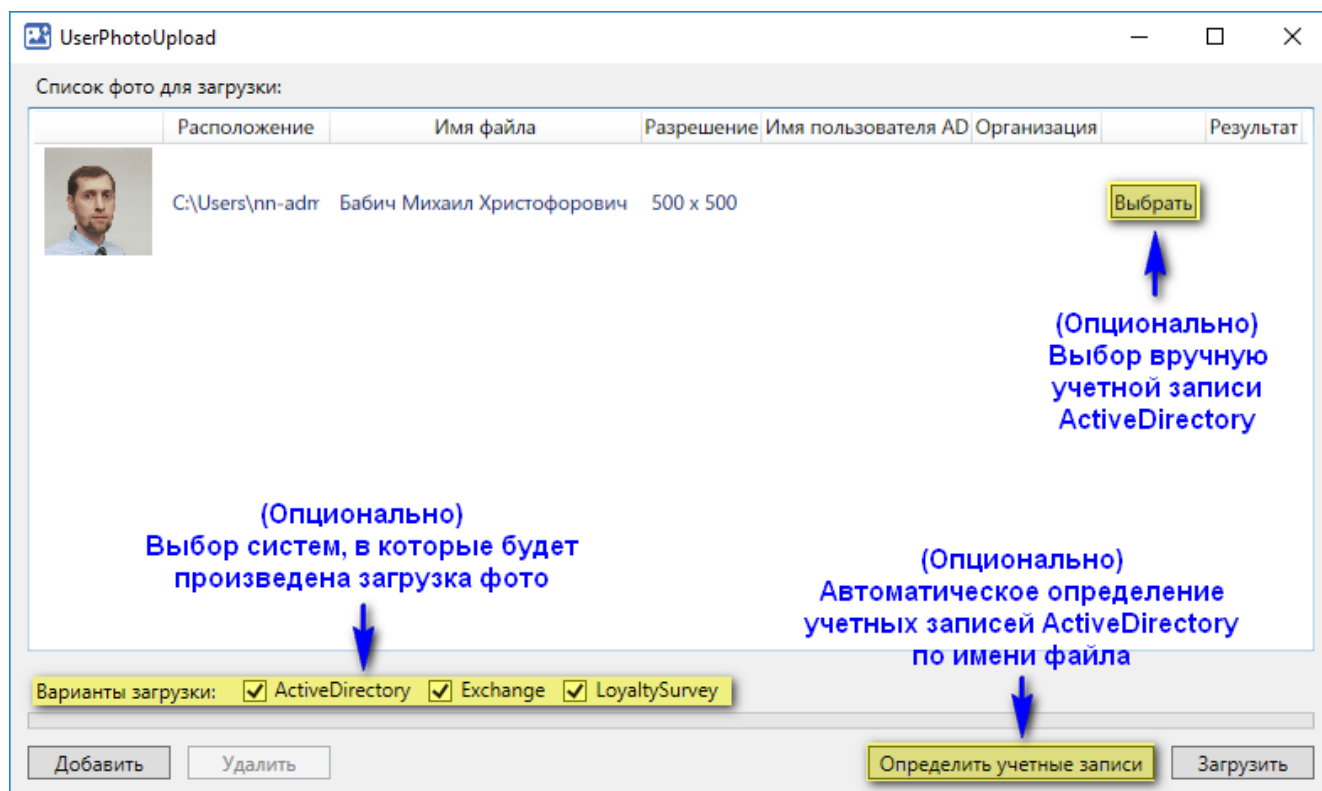 UserPhotoUpload
Список фото для загрузки:
Расположение Имя файла Разрешение Имя пользователя AD Организация Результат
C:\Users\nn-adm Бабич Михаил Христофорович 500 x 500 Выбрать
(Опционально)
Выбор вручную
учетной записи
ActiveDirectory
(Опционально)
Выбор систем, в которые будет
произведена загрузка фото
(Опционально)
Автоматическое определение
учетных записей ActiveDirectory
по имени файла
Варианты загрузки: ActiveDirectory Exchange LoyaltySurvey
Добавить Удалить Определить учетные записи Загрузить